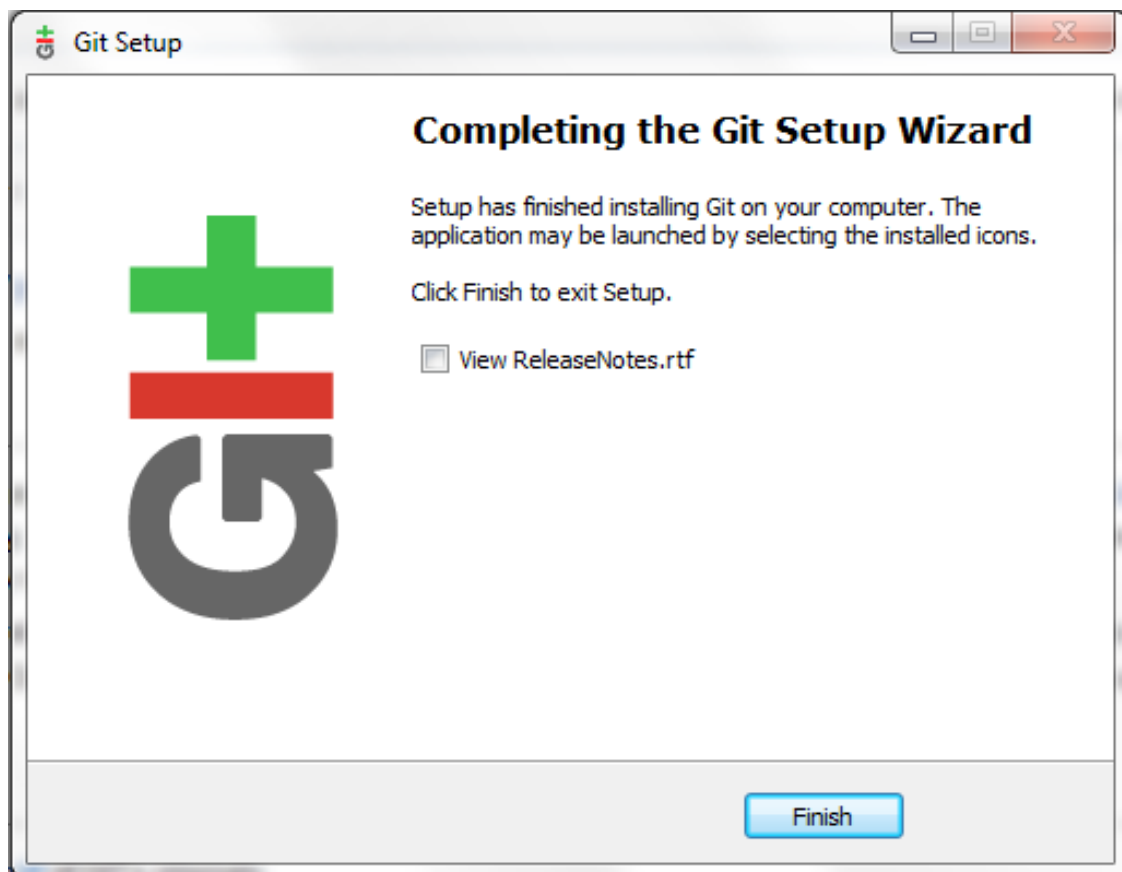 Git Setup
Completing the Git Setup Wizard
Setup has finished installing Git on your computer. The
application may be launched by selecting the installed icons.
Click Finish to exit Setup.
View ReleaseNotes.rtf
Git
Finish